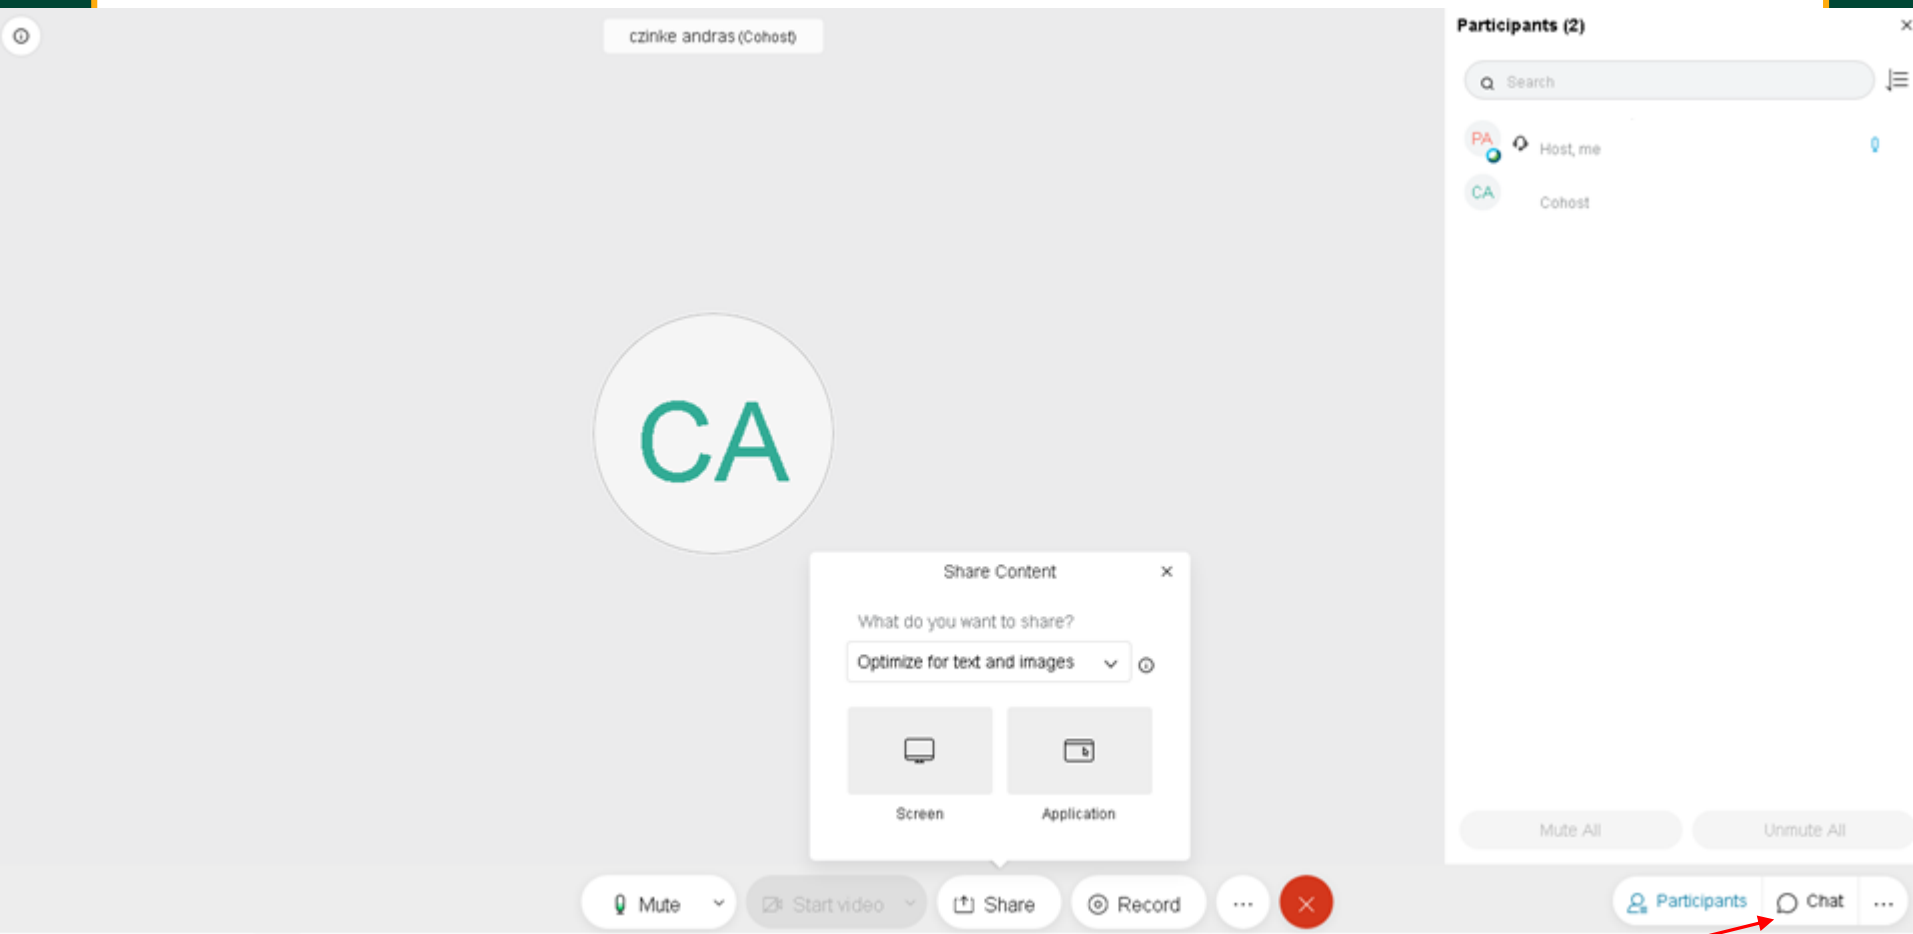 czinke andras (Cohost)
Participants (2)
Search
PA
Host, me
CA
Cohost
CA
Share Content
What do you want to share?
Optimize for text and images
Screen
Application
Mute All
Unmute All
Mute
Start video
Share
Record
Participants
Chat